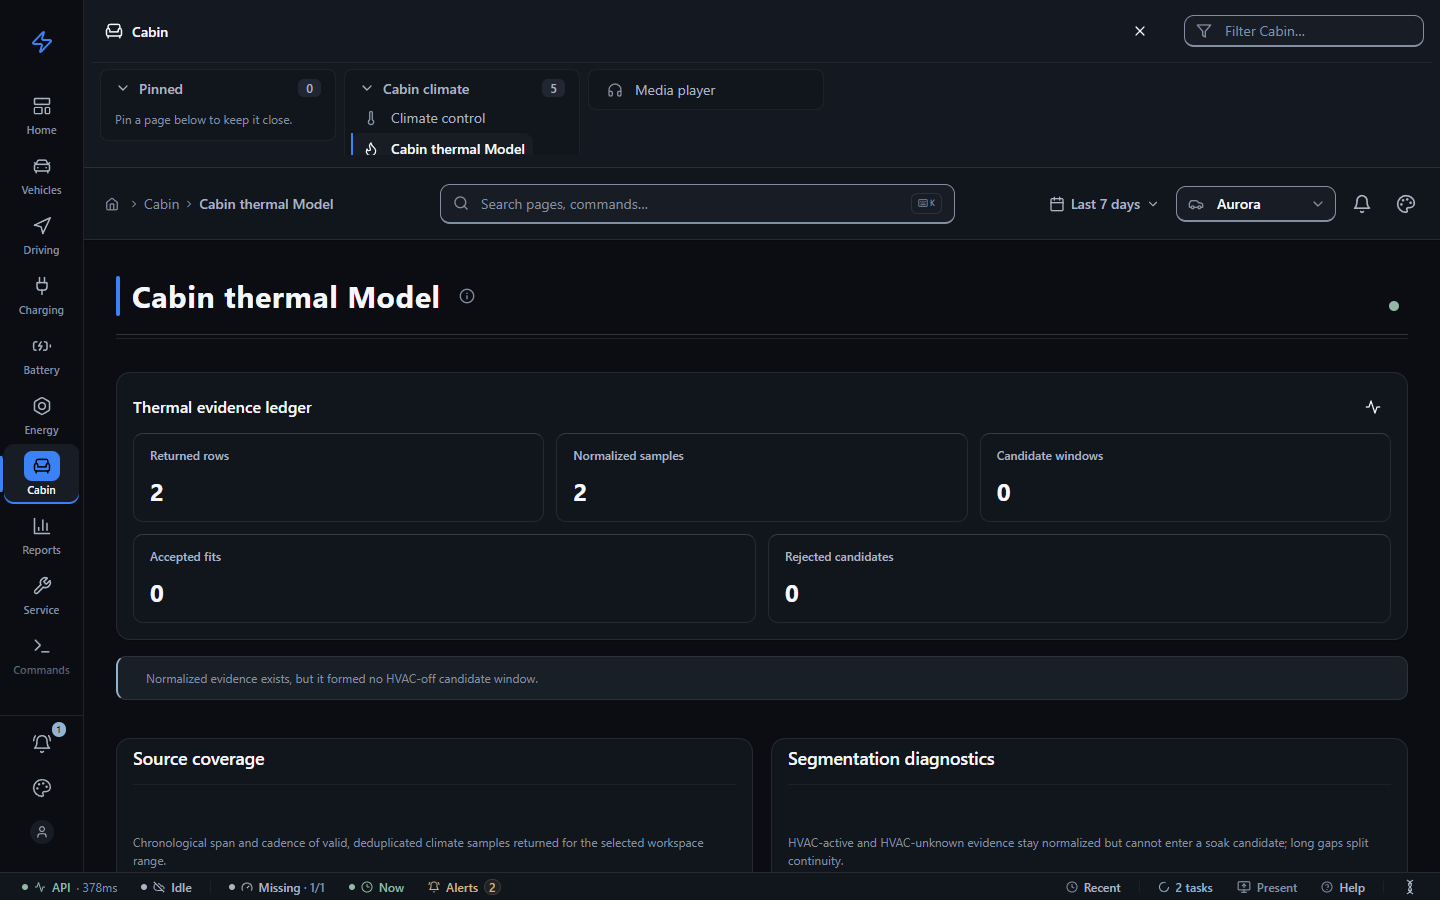 Cabin
Filter Cabin...
Pinned
0
Pin a page below to keep it close.
Cabin climate
5
Climate control
Cabin thermal Model
Media player
Home
Vehicles
Driving
Charging
Battery
Energy
Cabin
Reports
Service
Commands
1
Cabin
Cabin thermal Model
Search pages, commands...
K
Last 7 days
Aurora
Cabin thermal Model
Thermal evidence ledger
Returned rows
2
Normalized samples
2
Candidate windows
0
Accepted fits
0
Rejected candidates
0
Normalized evidence exists, but it formed no HVAC-off candidate window.
Source coverage
Chronological span and cadence of valid, deduplicated climate samples returned for the selected workspace
range.
Segmentation diagnostics
HVAC-active and HVAC-unknown evidence stay normalized but cannot enter a soak candidate; long gaps split
continuity.
API · 378ms
Idle
Missing · 1/1
Now
Alerts 2
Recent
2 tasks
Present
Help